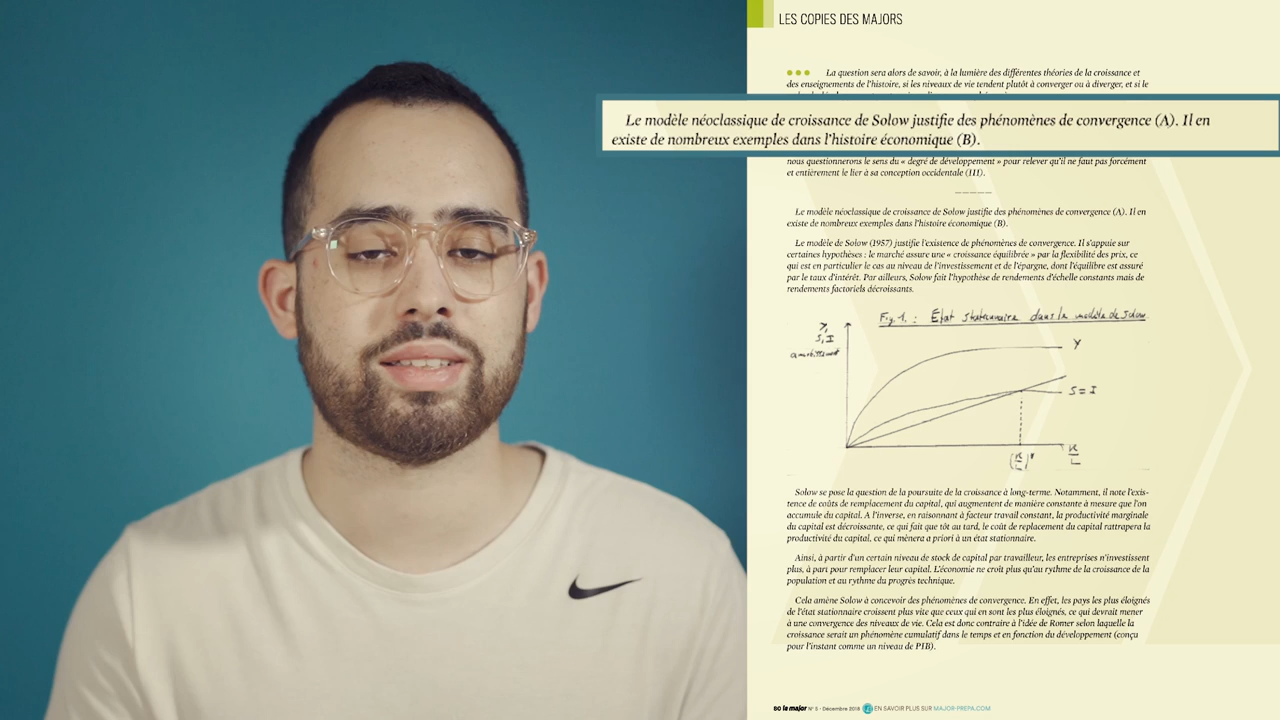 LES COPIES DES MAJORS
La question sera alors de savoir, à la lumière des différentes théories de la croissance et
des enseignements de l'histoire, si les niveaux de vie tendent plutôt à converger ou à diverger, et si le
Le modèle néoclassique de croissance de Solow justifie des phénomènes de convergence (A). Il en
existe de nombreux exemples dans l'histoire économique (B).
nous questionnerons le sens du « degré de développement » pour relever qu'il ne faut pas forcément
et entièrement le lier à sa conception occidentale (III).
Le modèle néoclassique de croissance de Solow justifie des phénomènes de convergence (A). Il en
existe de nombreux exemples dans l'histoire économique (B).
Le modèle de Solow (1957) justifie l'existence de phénomènes de convergence. Il s'appuie sur
certaines hypothèses : le marché assure une « croissance équilibrée » par la flexibilité des prix, ce
qui est en particulier le cas au niveau de l'investissement et de l'épargne, dont l'équilibre est assuré
par le taux d'intérêt. Par ailleurs, Solow fait l'hypothèse de rendements d'échelle constants mais de
rendements factoriels décroissants.
Fig 1. : Etat stationnaire dans le modèle de Solow.
Y,
S, I
amortissement
Y
S = I
(K/L)*
K/L
Solow se pose la question de la poursuite de la croissance à long-terme. Notamment, il note l'exis-
tence de coûts de remplacement du capital, qui augmentent de manière constante à mesure que l'on
accumule du capital. A l'inverse, en raisonnant à facteur travail constant, la productivité marginale
du capital est décroissante, ce qui fait que tôt au tard, le coût de replacement du capital rattrapera la
productivité du capital, ce qui mènera a priori à un état stationnaire.
Ainsi, à partir d'un certain niveau de stock de capital par travailleur, les entreprises n'investissent
plus, à part pour remplacer leur capital. L'économie ne croit plus qu'au rythme de la croissance de la
population et au rythme du progrès technique.
Cela amène Solow à concevoir des phénomènes de convergence. En effet, les pays les plus éloignés
de l'état stationnaire croissent plus vite que ceux qui en sont les plus éloignés, ce qui devrait mener
à une convergence des niveaux de vie. Cela est donc contraire à l'idée de Romer selon laquelle la
croissance serait un phénomène cumulatif dans le temps et en fonction du développement (conçu
pour l'instant comme un niveau de PIB).
80 le major N° 5 - Décembre 2018 EN SAVOIR PLUS SUR MAJOR-PREPA.COM